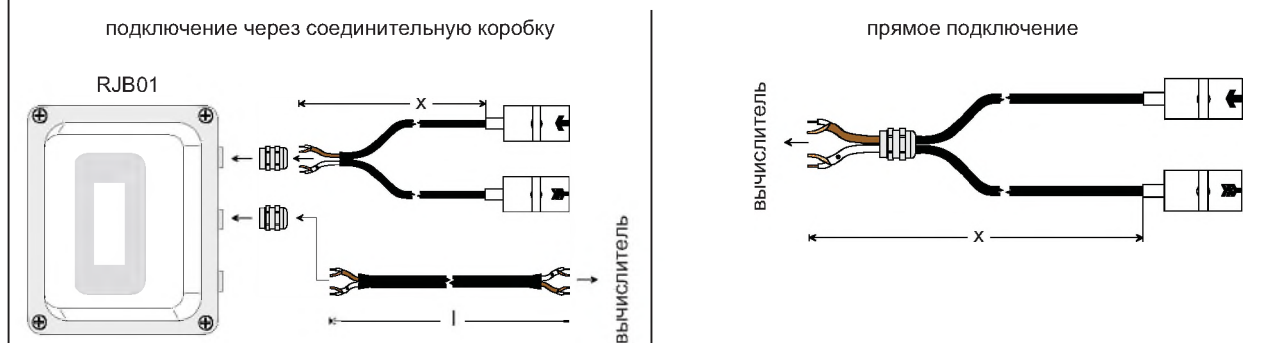 подключение через соединительную коробку
RJB01
x
l
вычислитель
прямое подключение
вычислитель
x